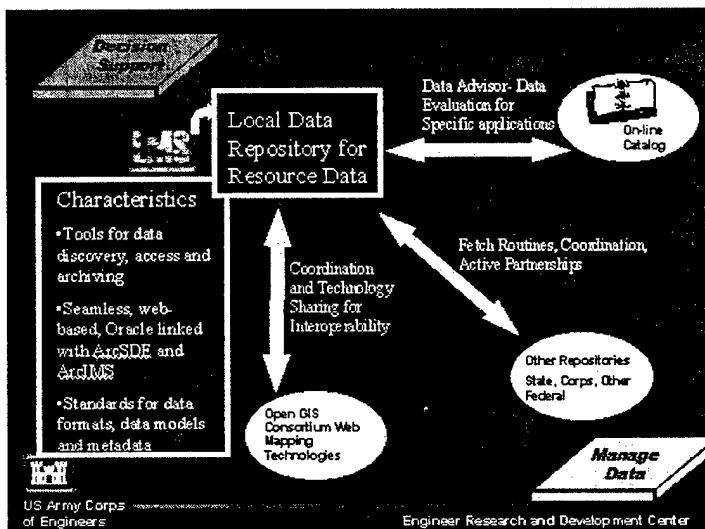 Decision
Support
LMS
Local Data
Repository for
Resource Data
Data Advisor- Data
Evaluation for
Specific applications
On-line
Catalog
Characteristics
•Tools for data
discovery, access and
archiving
•Seamless, web-
based, Oracle linked
with ArcSDE and
ArcIMS
•Standards for data
formats, data models
and metadata
Coordination
and Technology
Sharing for
Interoperability
Fetch Routines, Coordination,
Active Partnerships
Other Repositories
State, Corps, Other
Federal
Open GIS
Consortium Web
Mapping
Technologies
Manage
Data
US Army Corps
of Engineers
Engineer Research and Development Center